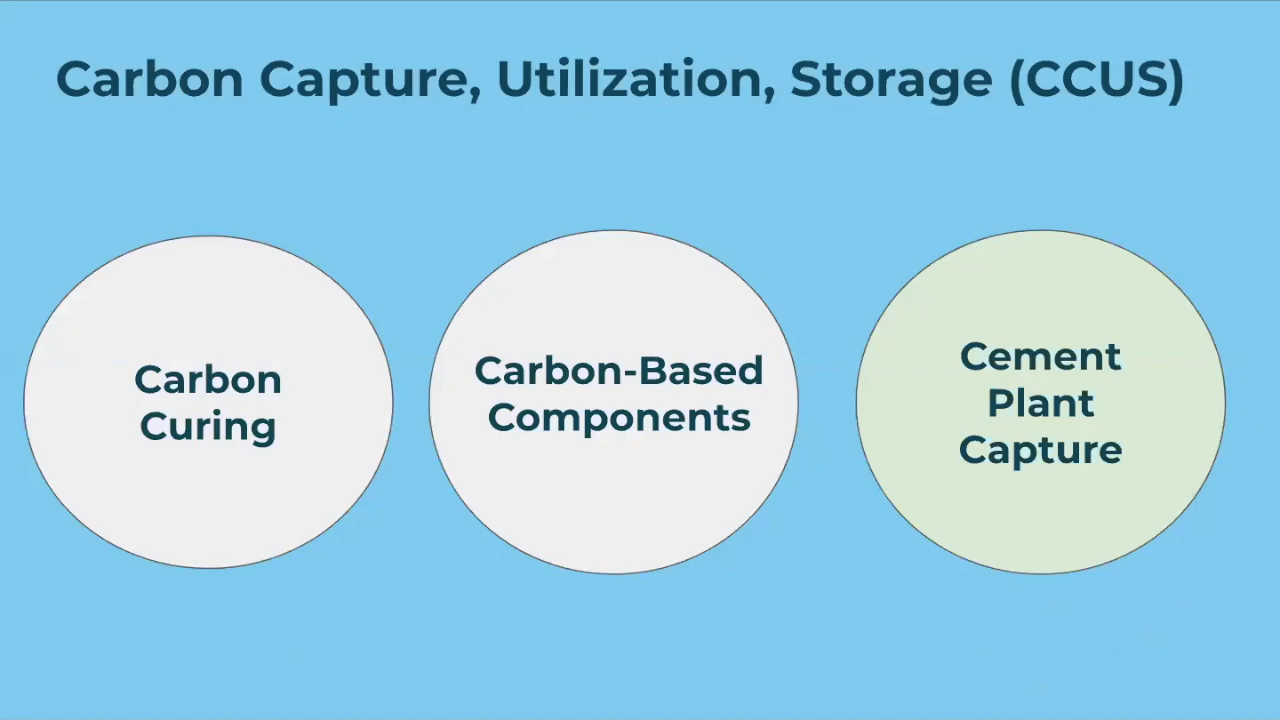 Carbon Capture, Utilization, Storage (CCUS)
Carbon
Curing
Carbon-Based
Components
Cement
Plant
Capture